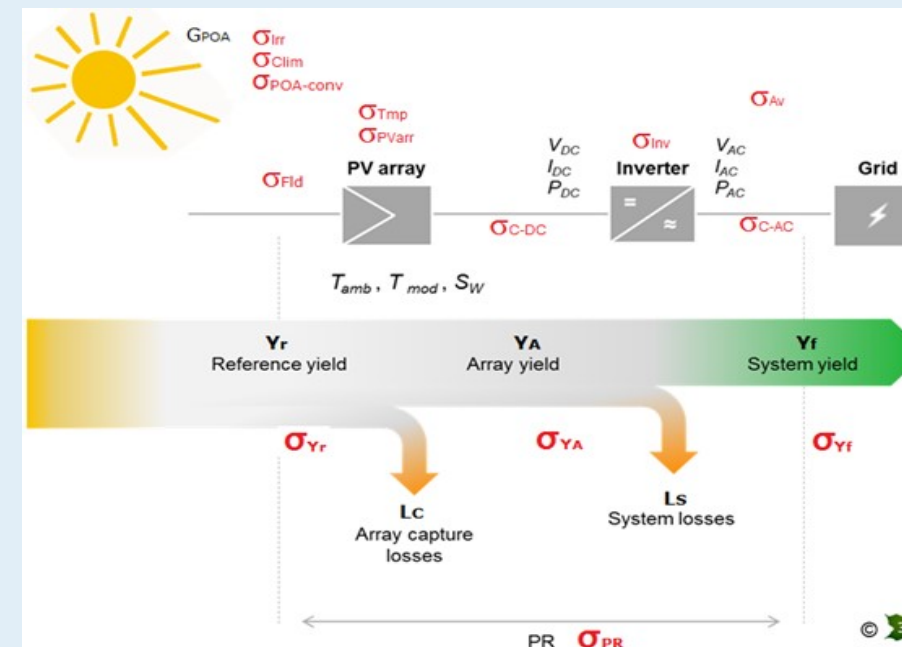 GPOA σIrr
σClim
σPOA-conv
σTmp
σPVarr
σAv
σFld
PV array
VDC
IDC
PDC
σInv
Inverter
VAC
IAC
PAC
Grid
σC-DC
σC-AC
Tamb , T mod , SW
Yr
Reference yield
YA
Array yield
Yf
System yield
σYr
σYA
σYf
Lc
Array capture
losses
Ls
System losses
PR σPR
©